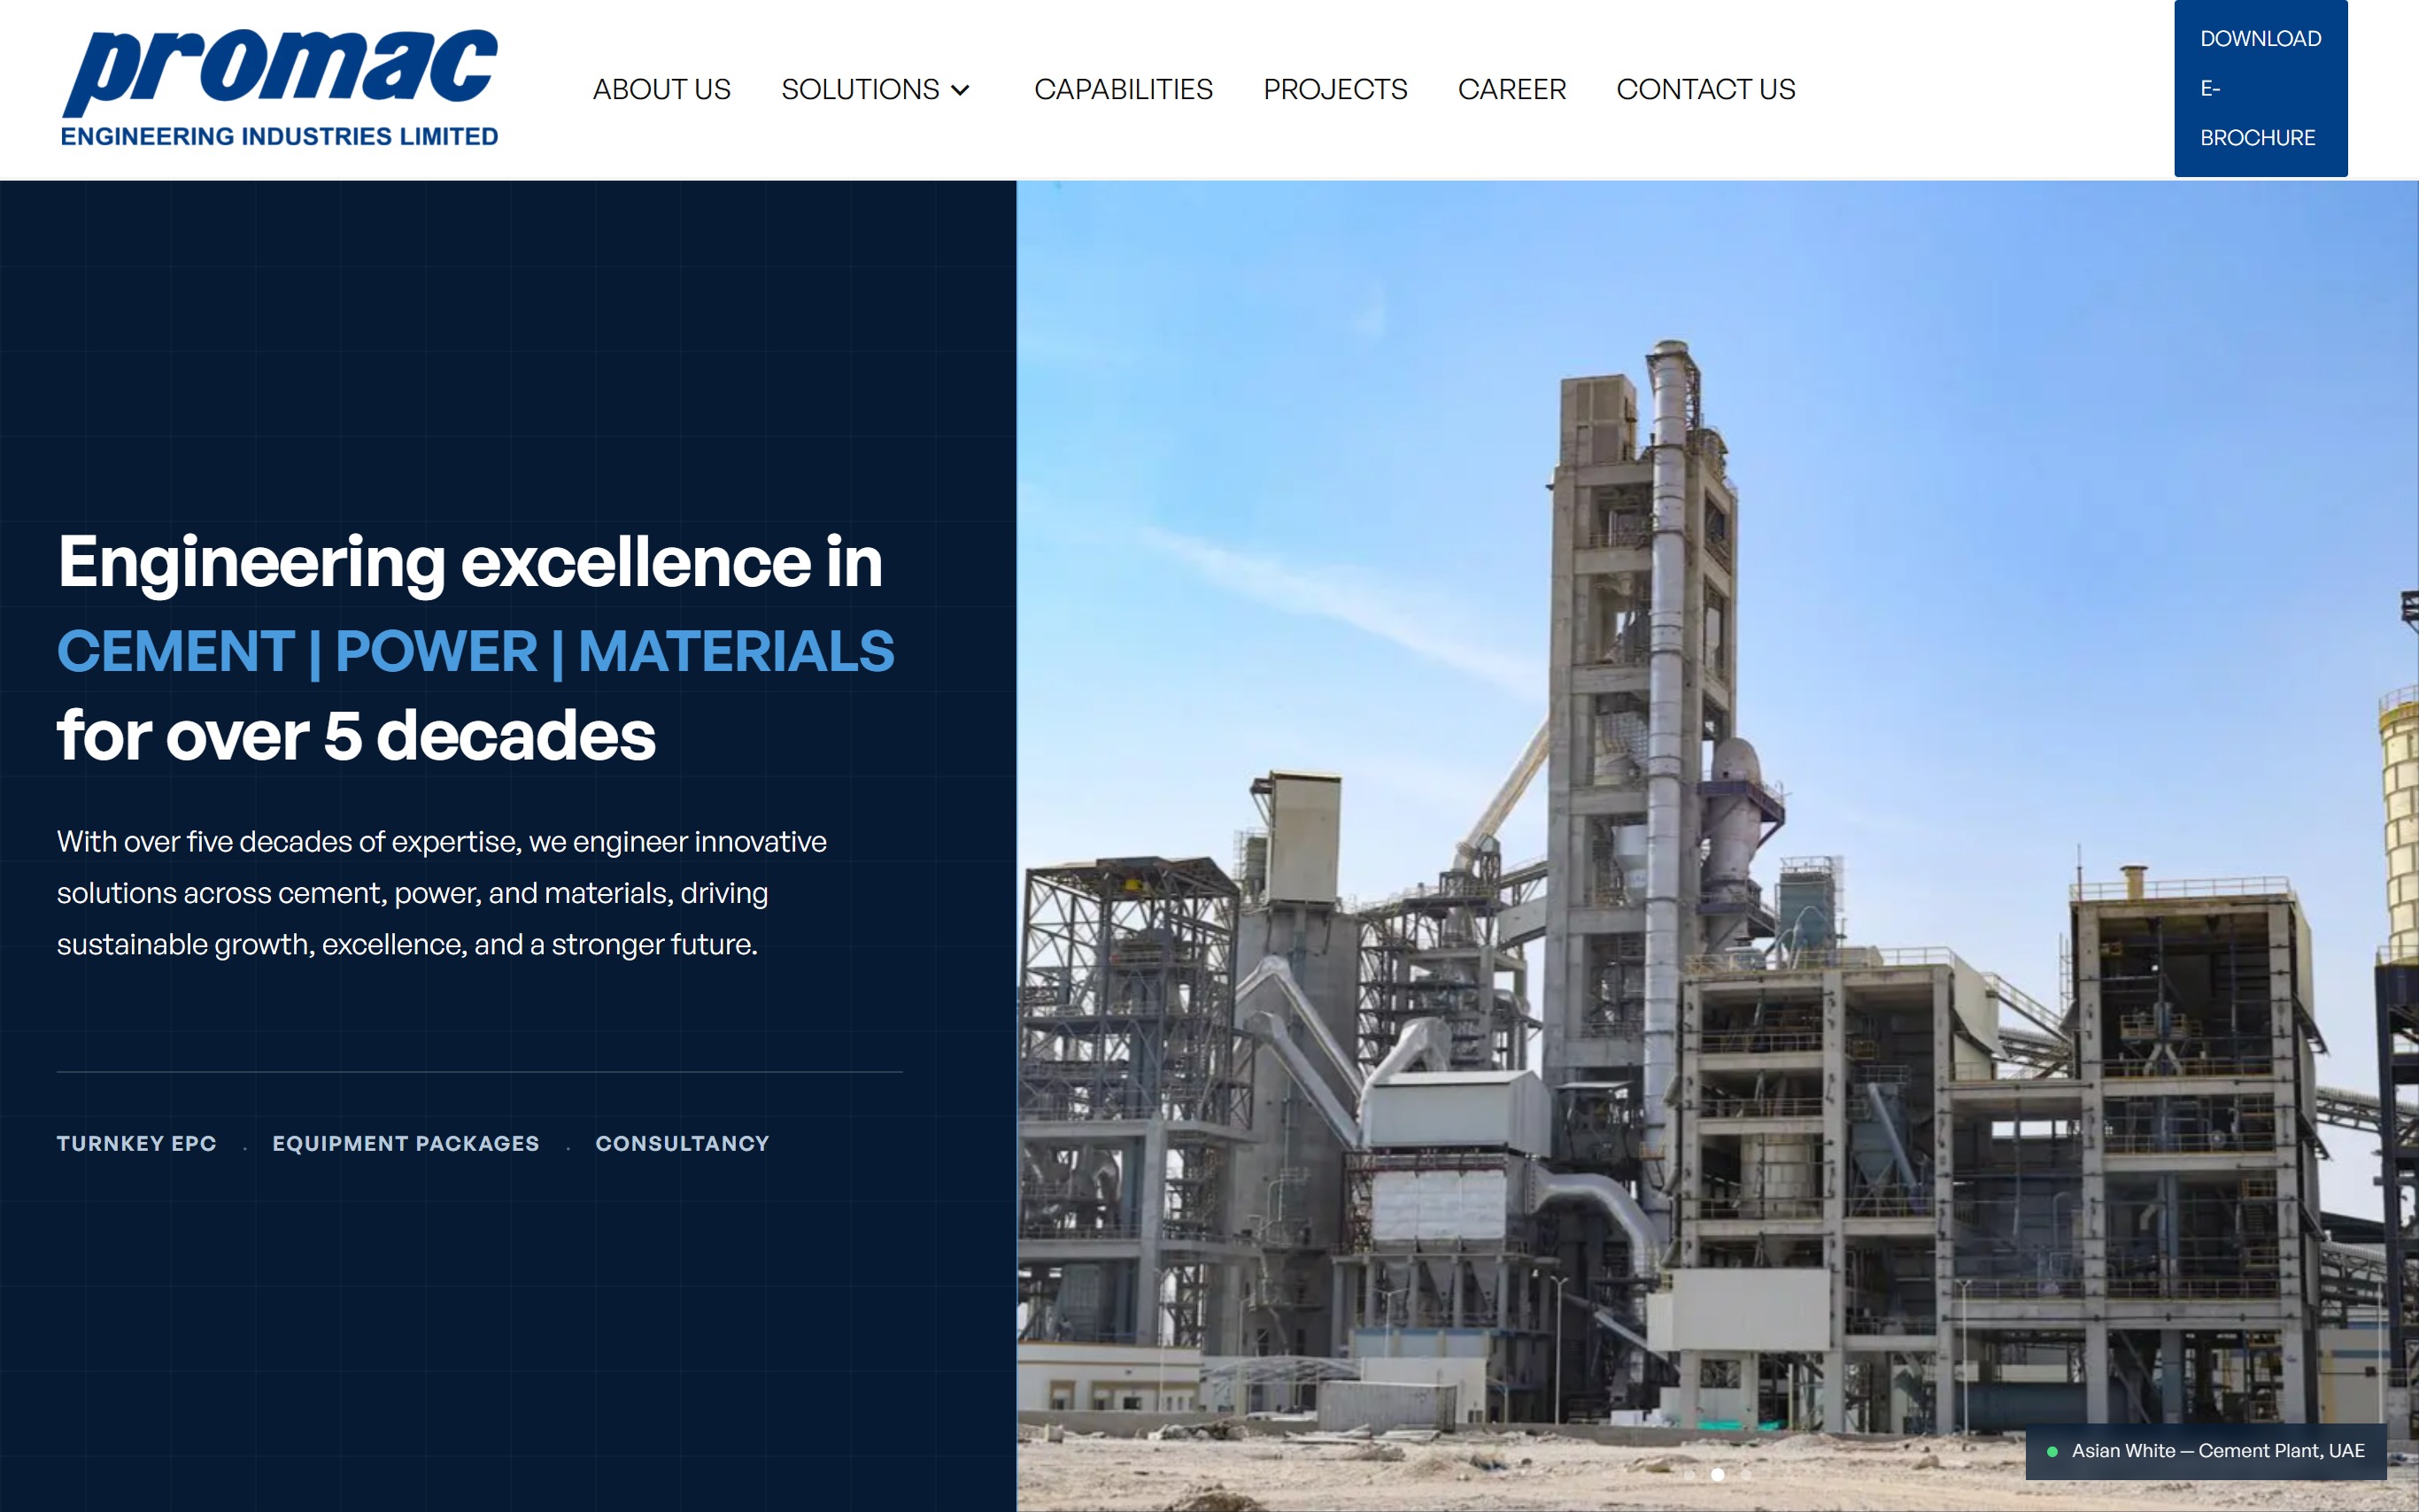 promac
ENGINEERING INDUSTRIES LIMITED
ABOUT US
SOLUTIONS
CAPABILITIES
PROJECTS
CAREER
CONTACT US
DOWNLOAD
E-
BROCHURE
Engineering excellence in
CEMENT | POWER | MATERIALS
for over 5 decades
With over five decades of expertise, we engineer innovative
solutions across cement, power, and materials, driving
sustainable growth, excellence, and a stronger future.
TURNKEY EPC . EQUIPMENT PACKAGES . CONSULTANCY
Asian White — Cement Plant, UAE